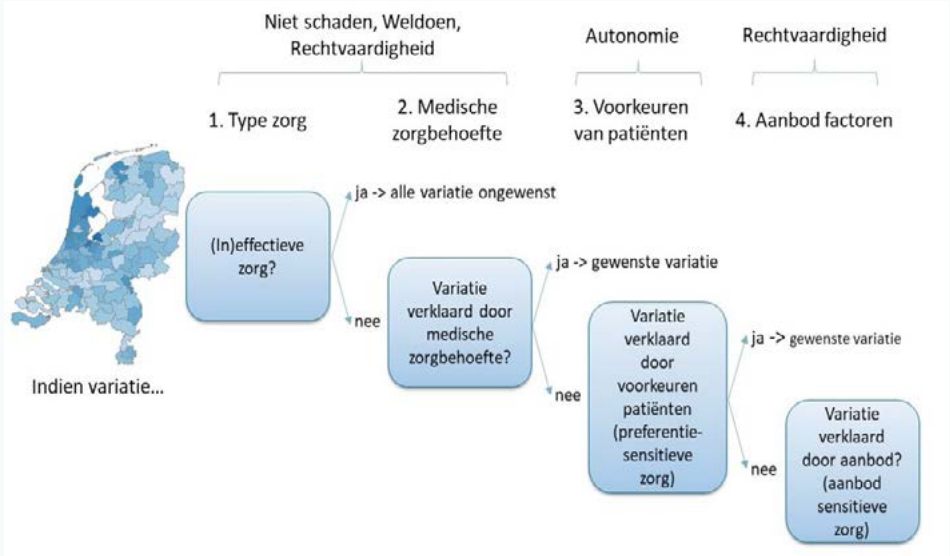 Niet schaden, Weldoen,
Rechtvaardigheid
Autonomie
Rechtvaardigheid
1. Type zorg
2. Medische
zorgbehoefte
3. Voorkeuren
van patiënten
4. Aanbod factoren
(In)effectieve
zorg?
ja -> alle variatie ongewenst
nee
Variatie
verklaard door
medische
zorgbehoefte?
ja -> gewenste variatie
nee
Variatie
verklaard
door
voorkeuren
patiënten
(preferentie-
sensitieve
zorg)
ja -> gewenste variatie
nee
Variatie
verklaard
door aanbod?
(aanbod
sensitieve
zorg)
Indien variatie...